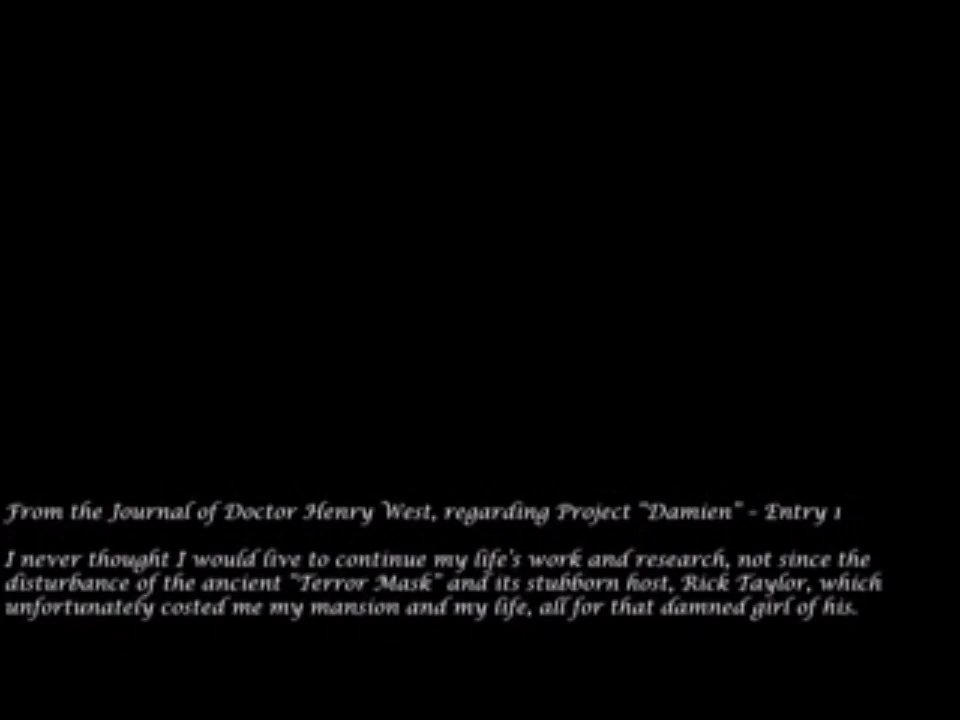 From the Journal of Doctor Henry West, regarding Project "Damien" - Entry 1
I never thought I would live to continue my life's work and research, not since the
disturbance of the ancient "Terror Mask" and its stubborn host, Rick Taylor, which
unfortunately costed me my mansion and my life, all for that damned girl of his.